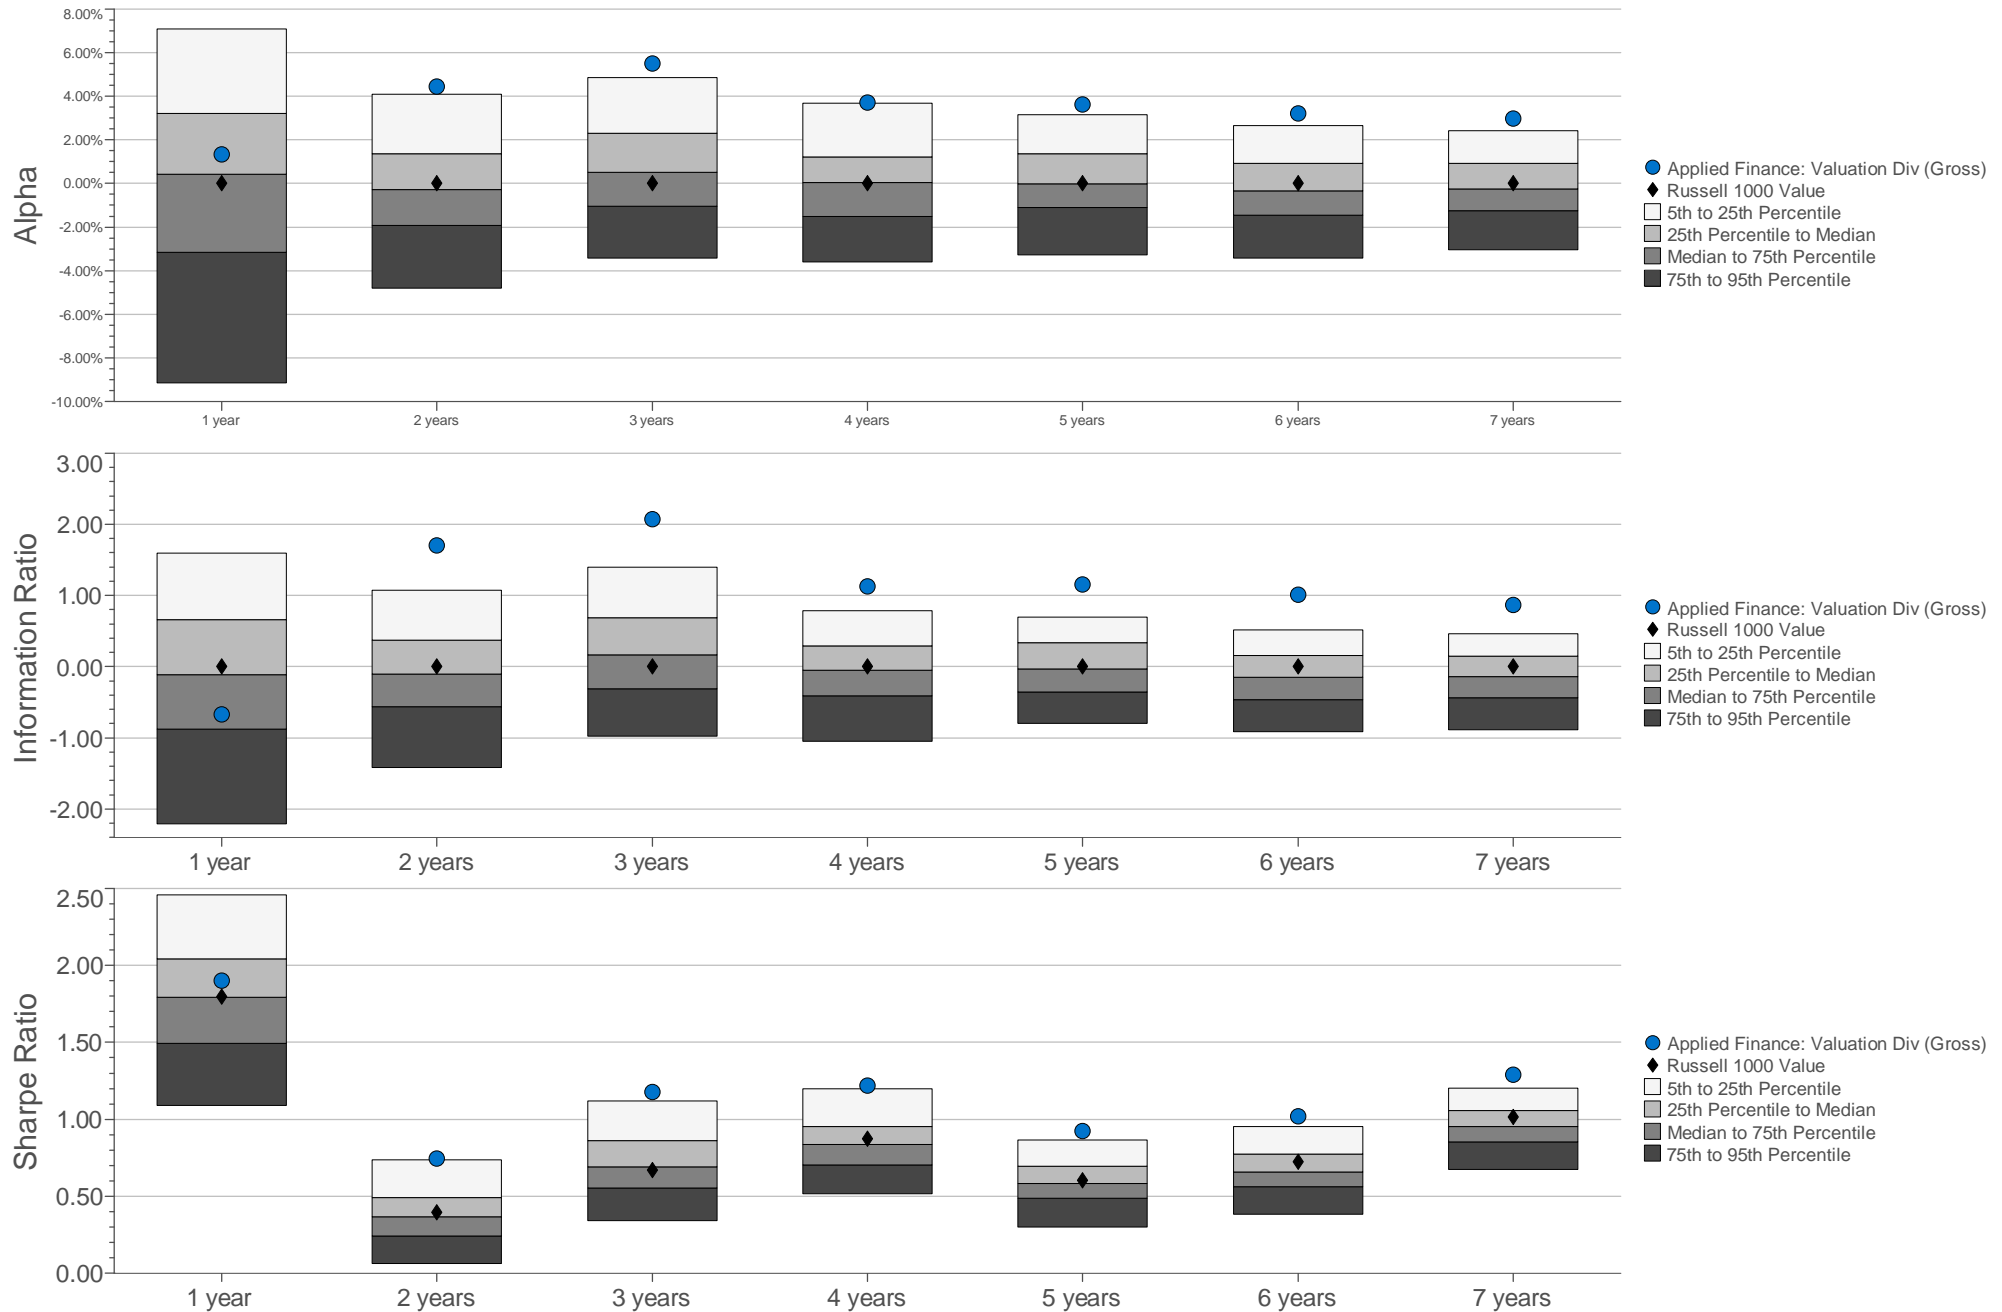 8.00%
6.00%
4.00%
2.00%
0.00%
-2.00%
-4.00%
-6.00%
-8.00%
-10.00%
Alpha
1 year
2 years
3 years
4 years
5 years
6 years
7 years
Applied Finance: Valuation Div (Gross)
Russell 1000 Value
5th to 25th Percentile
25th Percentile to Median
Median to 75th Percentile
75th to 95th Percentile
3.00
2.00
1.00
0.00
-1.00
-2.00
Information Ratio
1 year
2 years
3 years
4 years
5 years
6 years
7 years
Applied Finance: Valuation Div (Gross)
Russell 1000 Value
5th to 25th Percentile
25th Percentile to Median
Median to 75th Percentile
75th to 95th Percentile
2.50
2.00
1.50
1.00
0.50
0.00
Sharpe Ratio
1 year
2 years
3 years
4 years
5 years
6 years
7 years
Applied Finance: Valuation Div (Gross)
Russell 1000 Value
5th to 25th Percentile
25th Percentile to Median
Median to 75th Percentile
75th to 95th Percentile